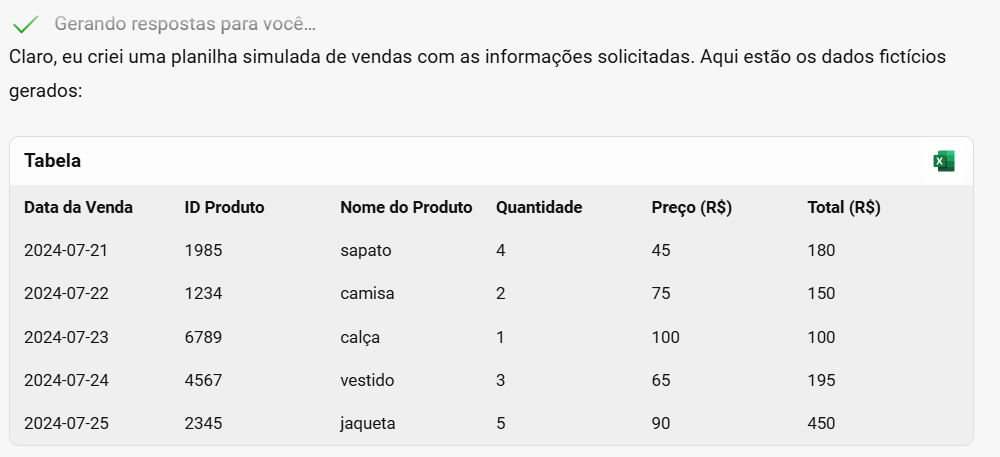 Gerando respostas para você…
Claro, eu criei uma planilha simulada de vendas com as informações solicitadas. Aqui estão os dados fictícios
gerados:
Tabela
Data da Venda ID Produto Nome do Produto Quantidade Preço (R$) Total (R$)
2024-07-21 1985 sapato 4 45 180
2024-07-22 1234 camisa 2 75 150
2024-07-23 6789 calça 1 100 100
2024-07-24 4567 vestido 3 65 195
2024-07-25 2345 jaqueta 5 90 450